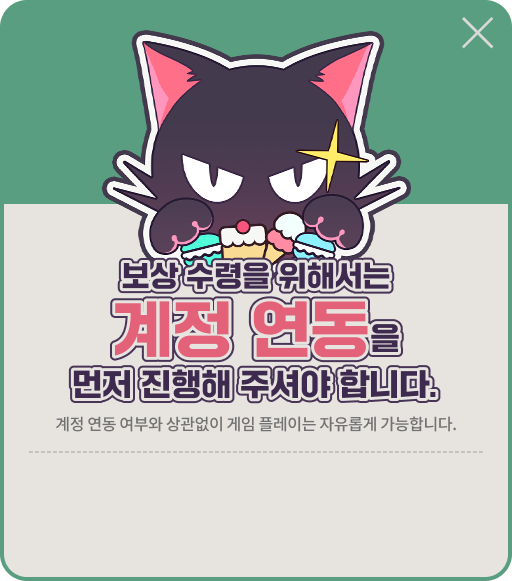 보상 수령을 위해서는
계정 연동을
먼저 진행해 주셔야 합니다.
계정 연동 여부와 상관없이 게임 플레이는 자유롭게 가능합니다.